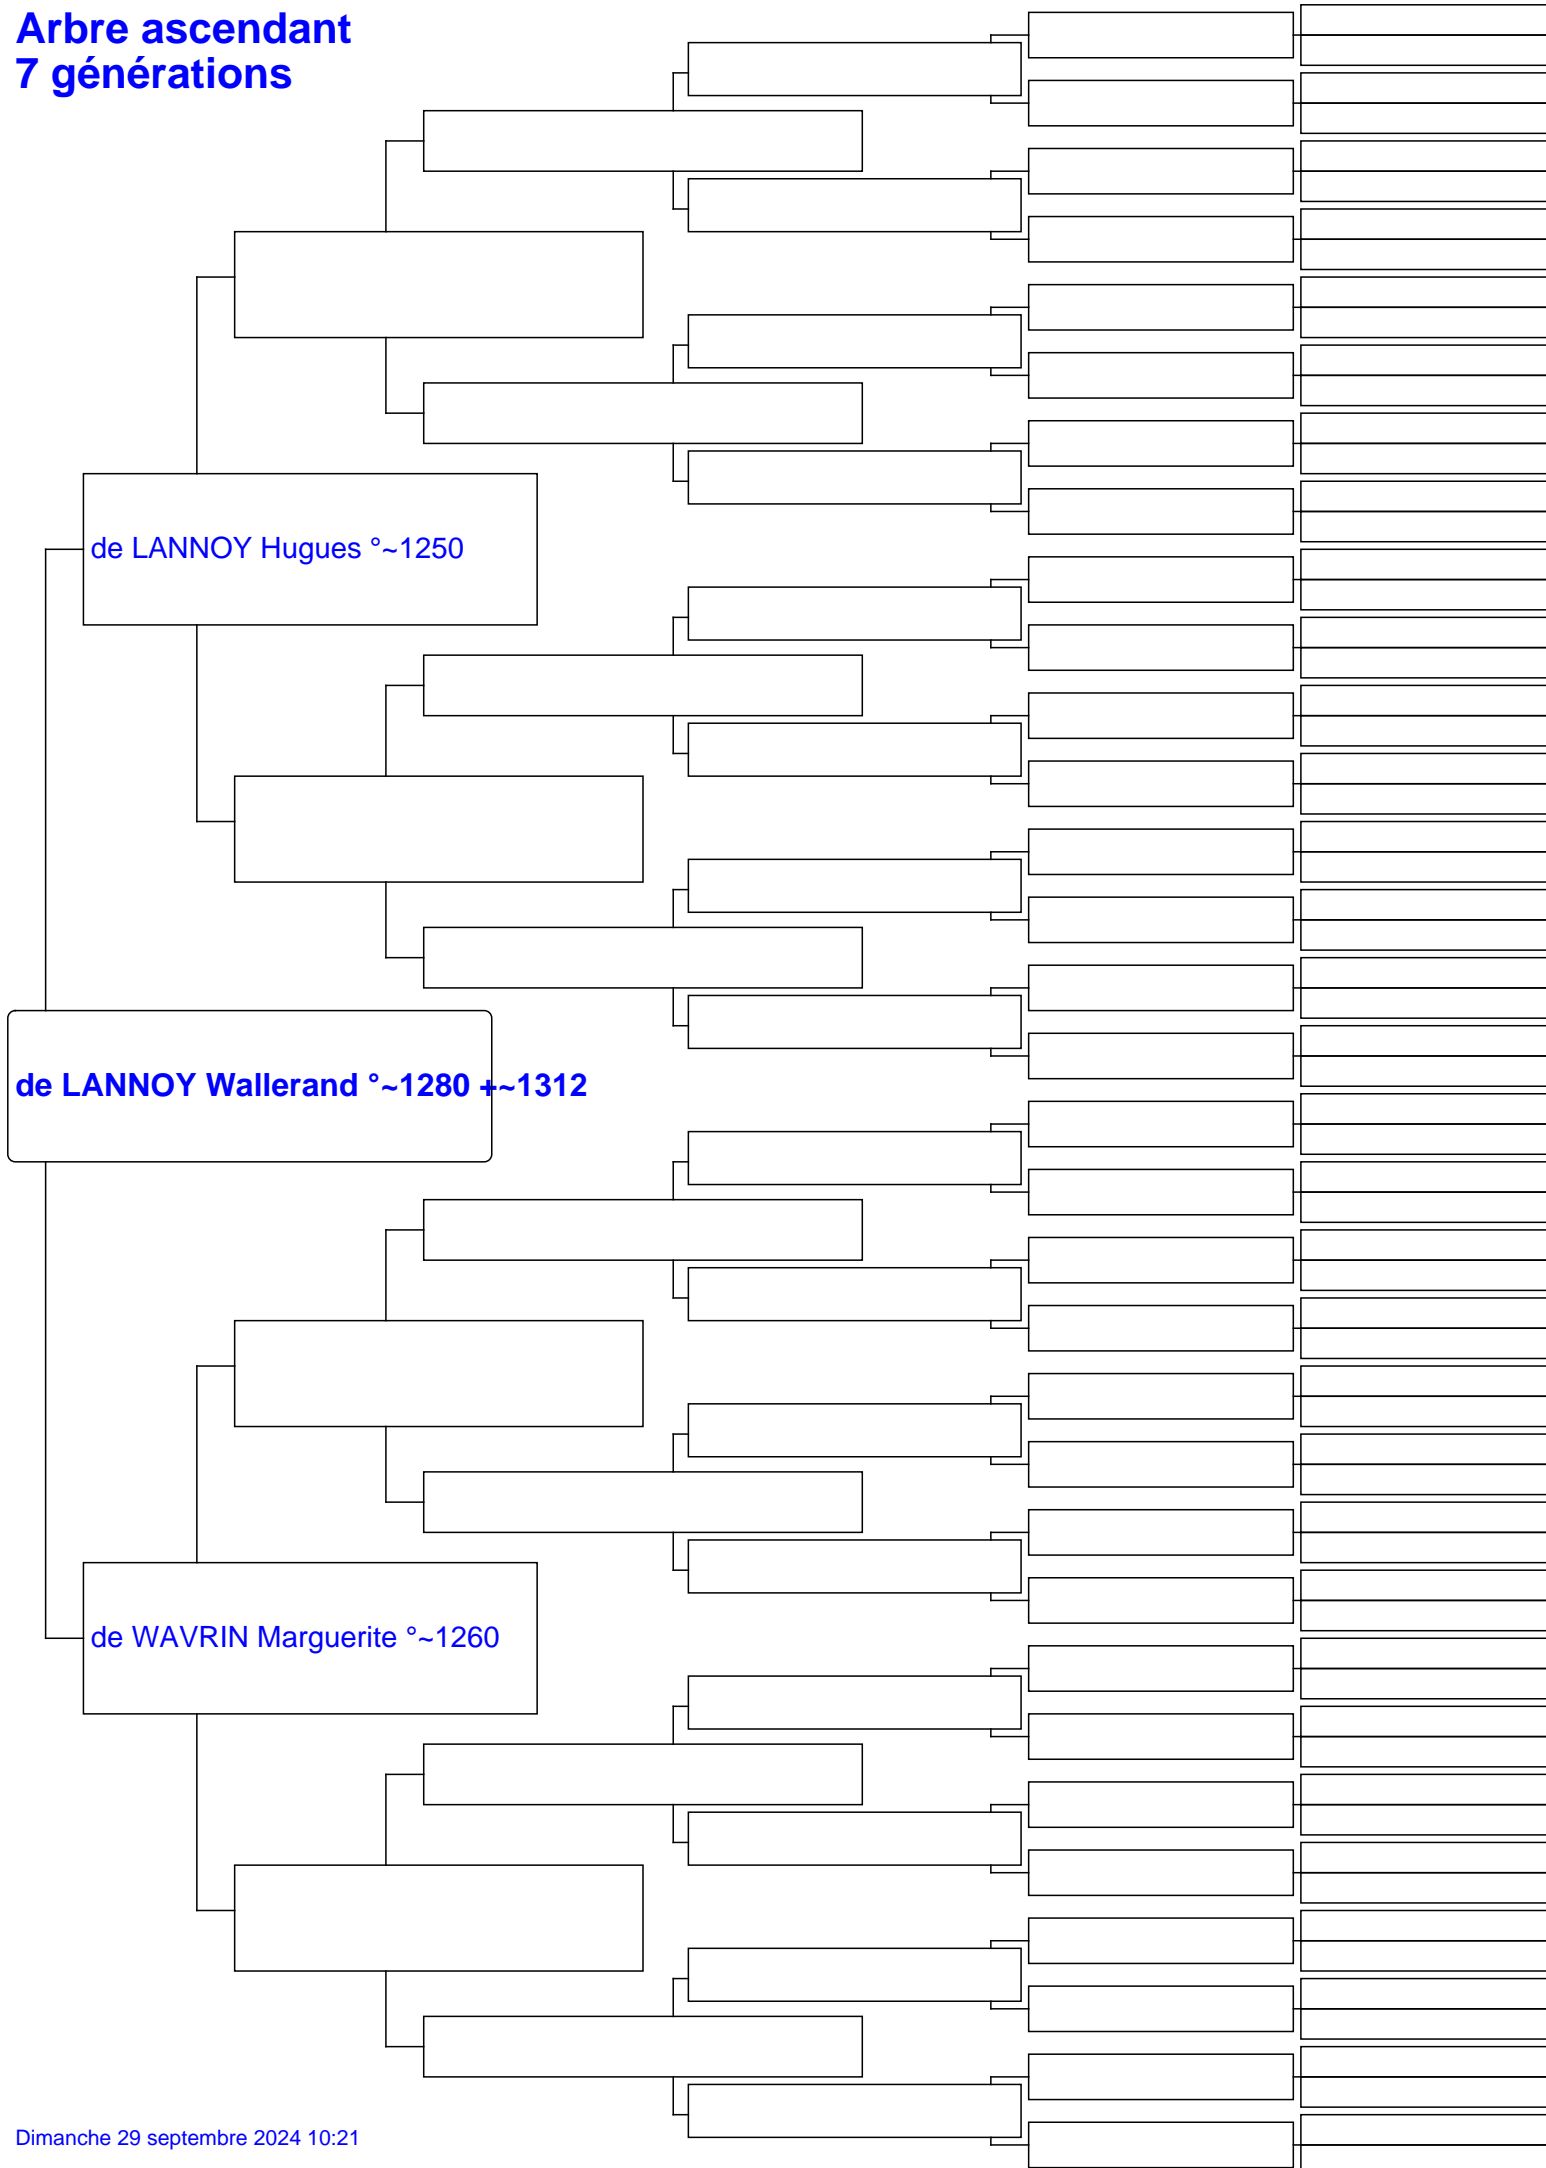 Arbre ascendant
7 générations
de LANNOY Hugues °~1250
de LANNOY Wallerand °~1280 +~1312
de WAVRIN Marguerite °~1260
Dimanche 29 septembre 2024 10:21